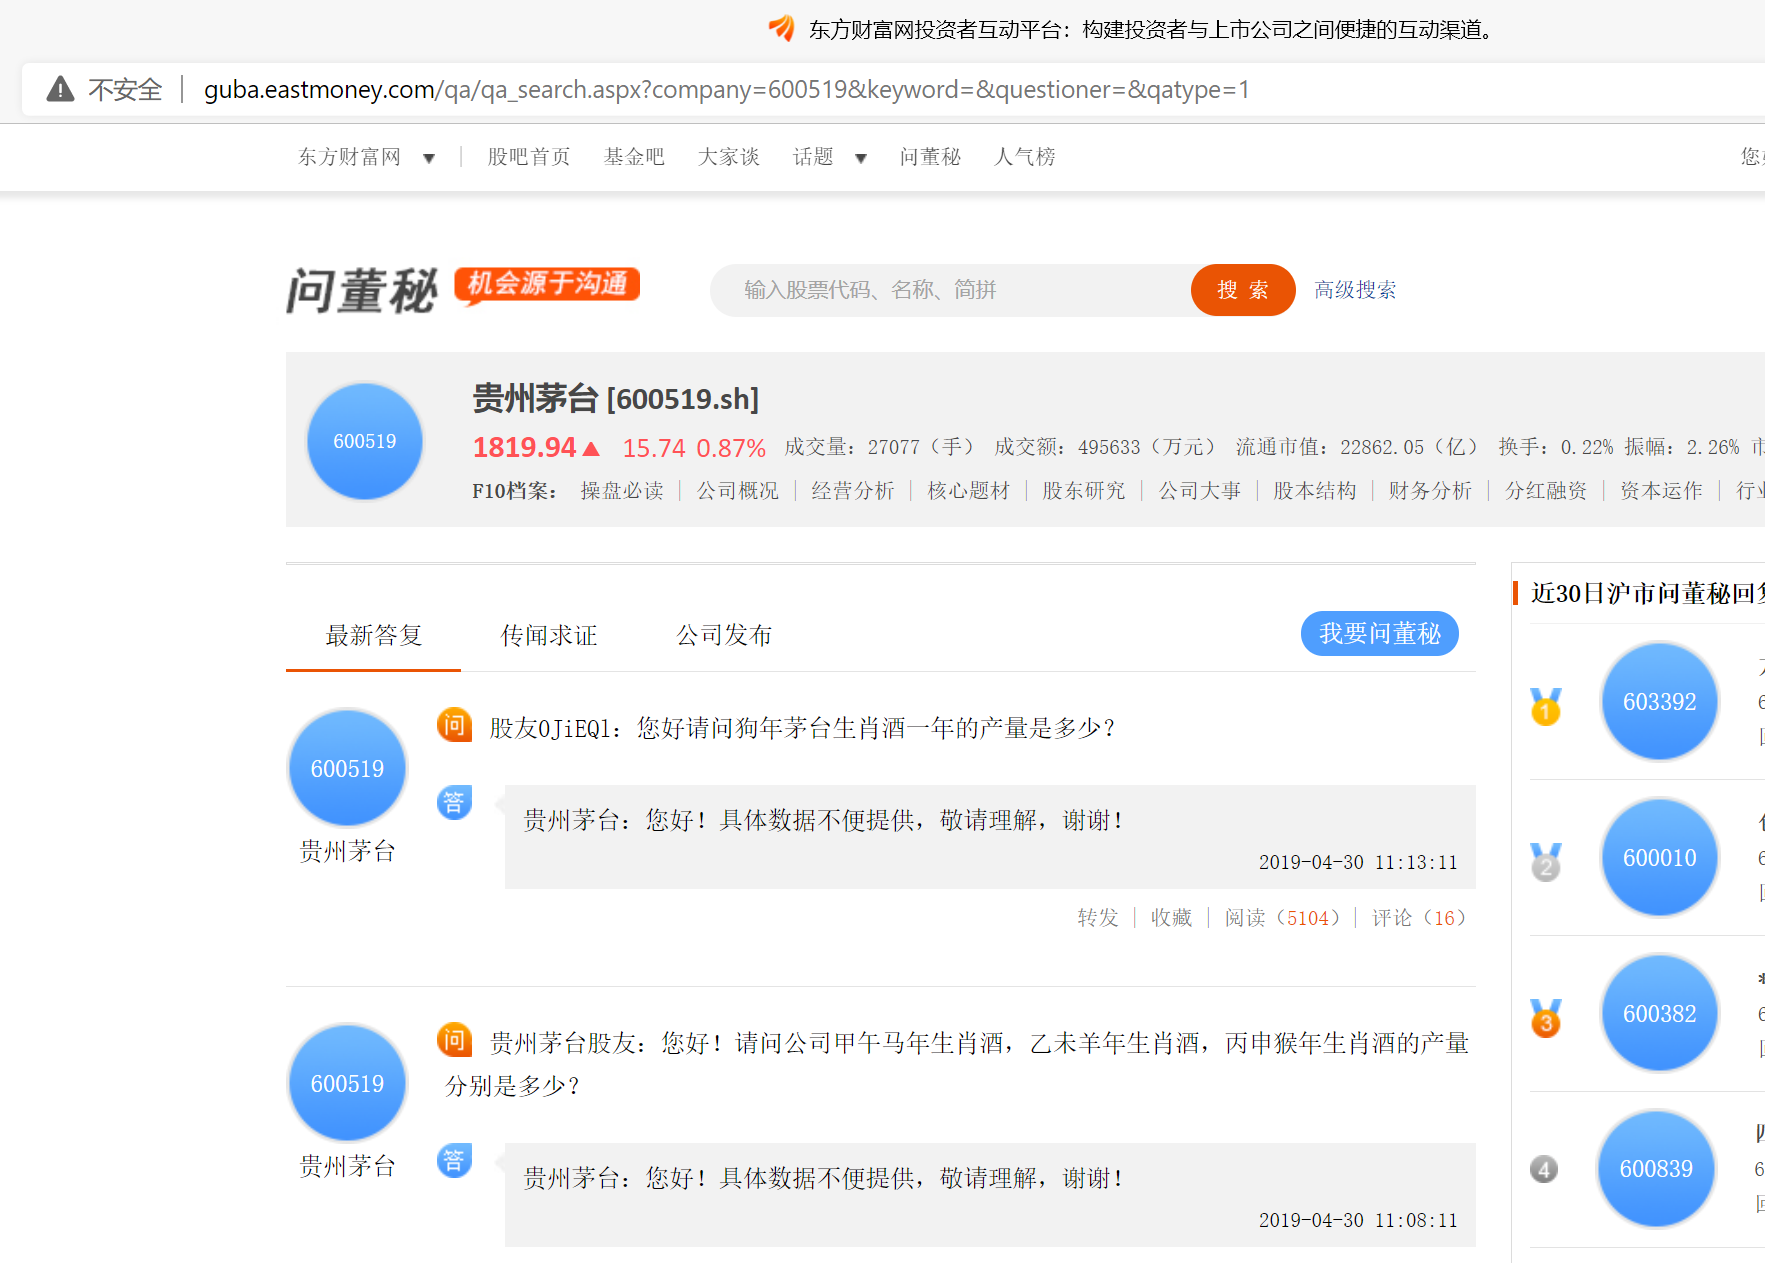 东方财富网投资者互动平台：构建投资者与上市公司之间便捷的互动渠道。
不安全 guba.eastmoney.com/qa/qa_search.aspx?company=600519&keyword=&questioner=&qatype=1
东方财富网 ▼ 股吧首页 基金吧 大家谈 话题 ▼ 问董秘 人气榜 您
问董秘 机会源于沟通 输入股票代码、名称、简拼 搜 索 高级搜索
贵州茅台 [600519.sh]
600519
1819.94▲ 15.74 0.87% 成交量：27077（手） 成交额：495633（万元） 流通市值：22862.05（亿） 换手：0.22% 振幅：2.26% 市
F10档案： 操盘必读 公司概况 经营分析 核心题材 股东研究 公司大事 股本结构 财务分析 分红融资 资本运作 行
最新答复 传闻求证 公司发布 我要问董秘
问 股友0JiEQl：您好请问狗年茅台生肖酒一年的产量是多少？
600519
贵州茅台
答 贵州茅台：您好！具体数据不便提供，敬请理解，谢谢！
2019-04-30 11:13:11
转发 收藏 阅读（5104） 评论（16）
问 贵州茅台股友：您好！请问公司甲午马年生肖酒，乙未羊年生肖酒，丙申猴年生肖酒的产量
分别是多少？
600519
贵州茅台
答 贵州茅台：您好！具体数据不便提供，敬请理解，谢谢！
2019-04-30 11:08:11
近30日沪市问董秘回
1 603392
2 600010
3 600382
4 600839